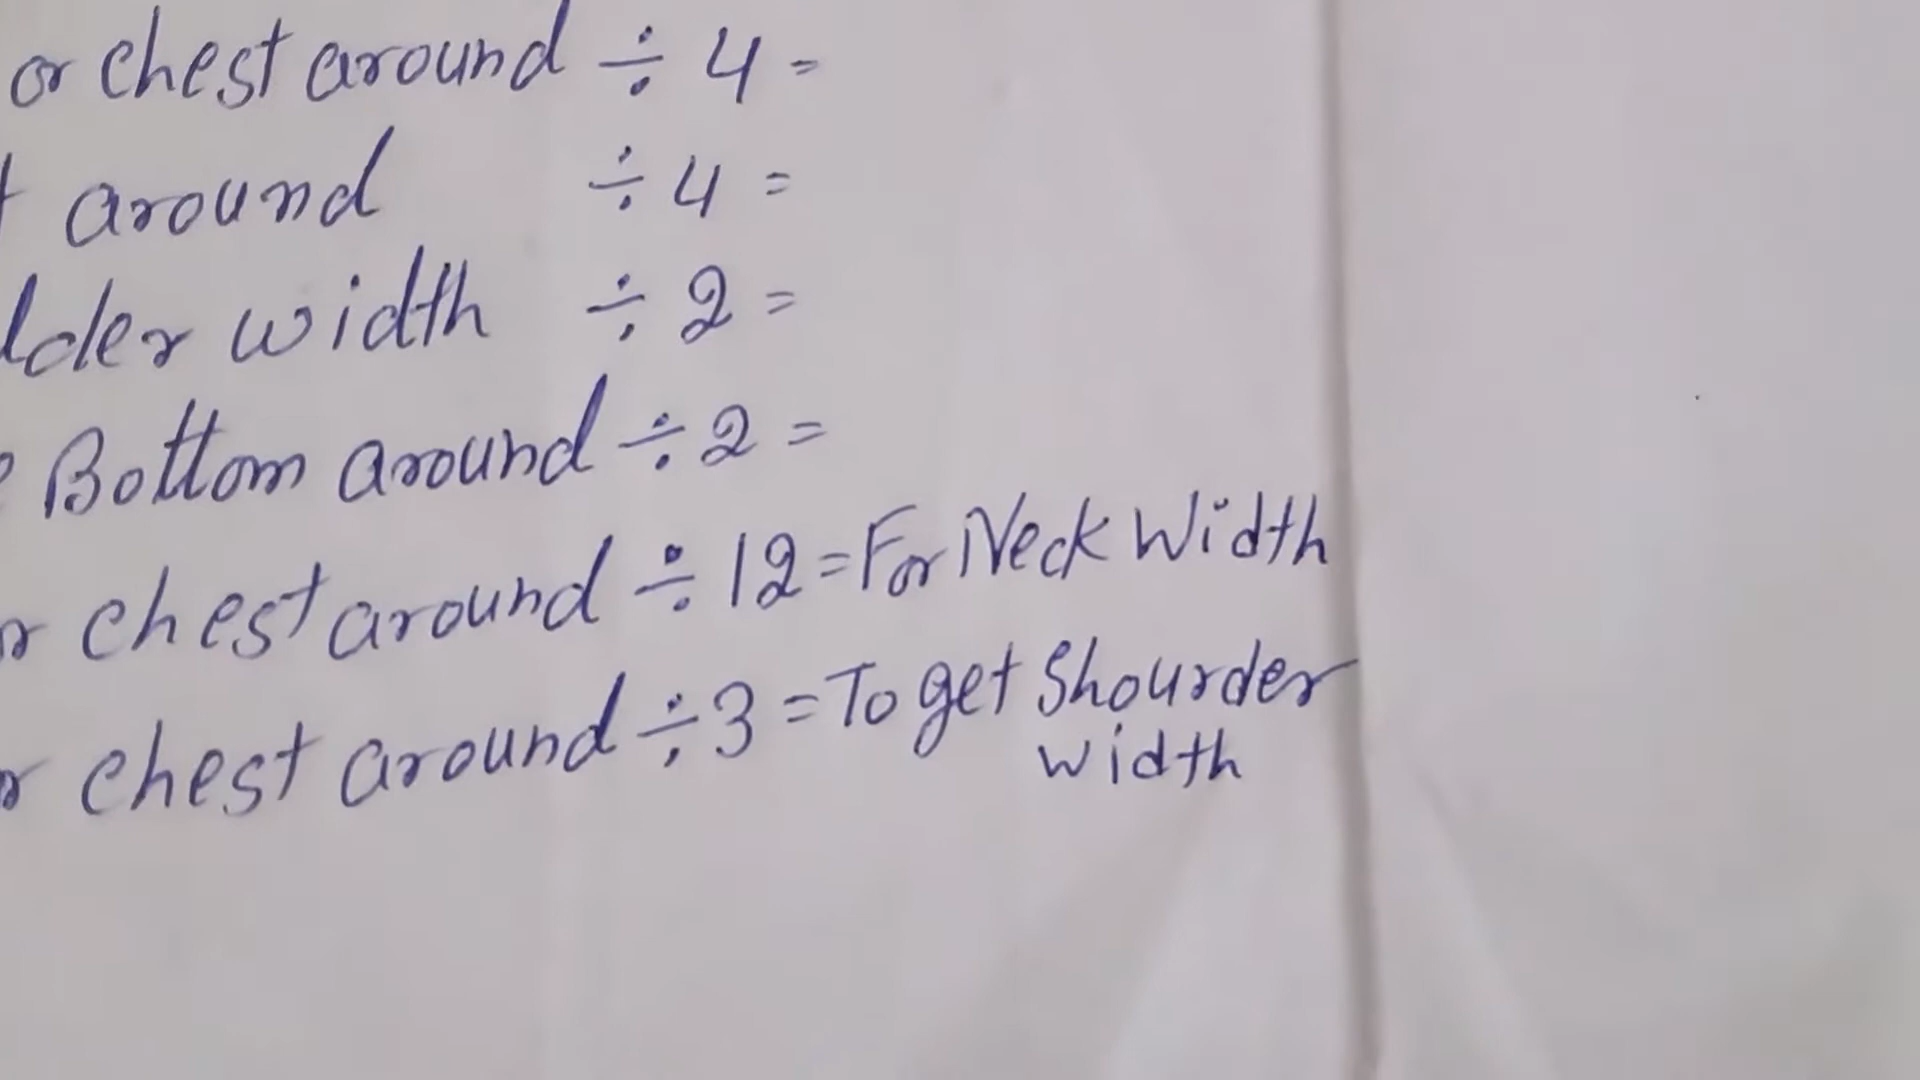 or chest around ÷ 4 =
around ÷ 4 =
lder width ÷ 2 =
Bottom around ÷ 2 =
r chest around ÷ 12 = For Neck Width
r chest around ÷ 3 = To get Shourder
width